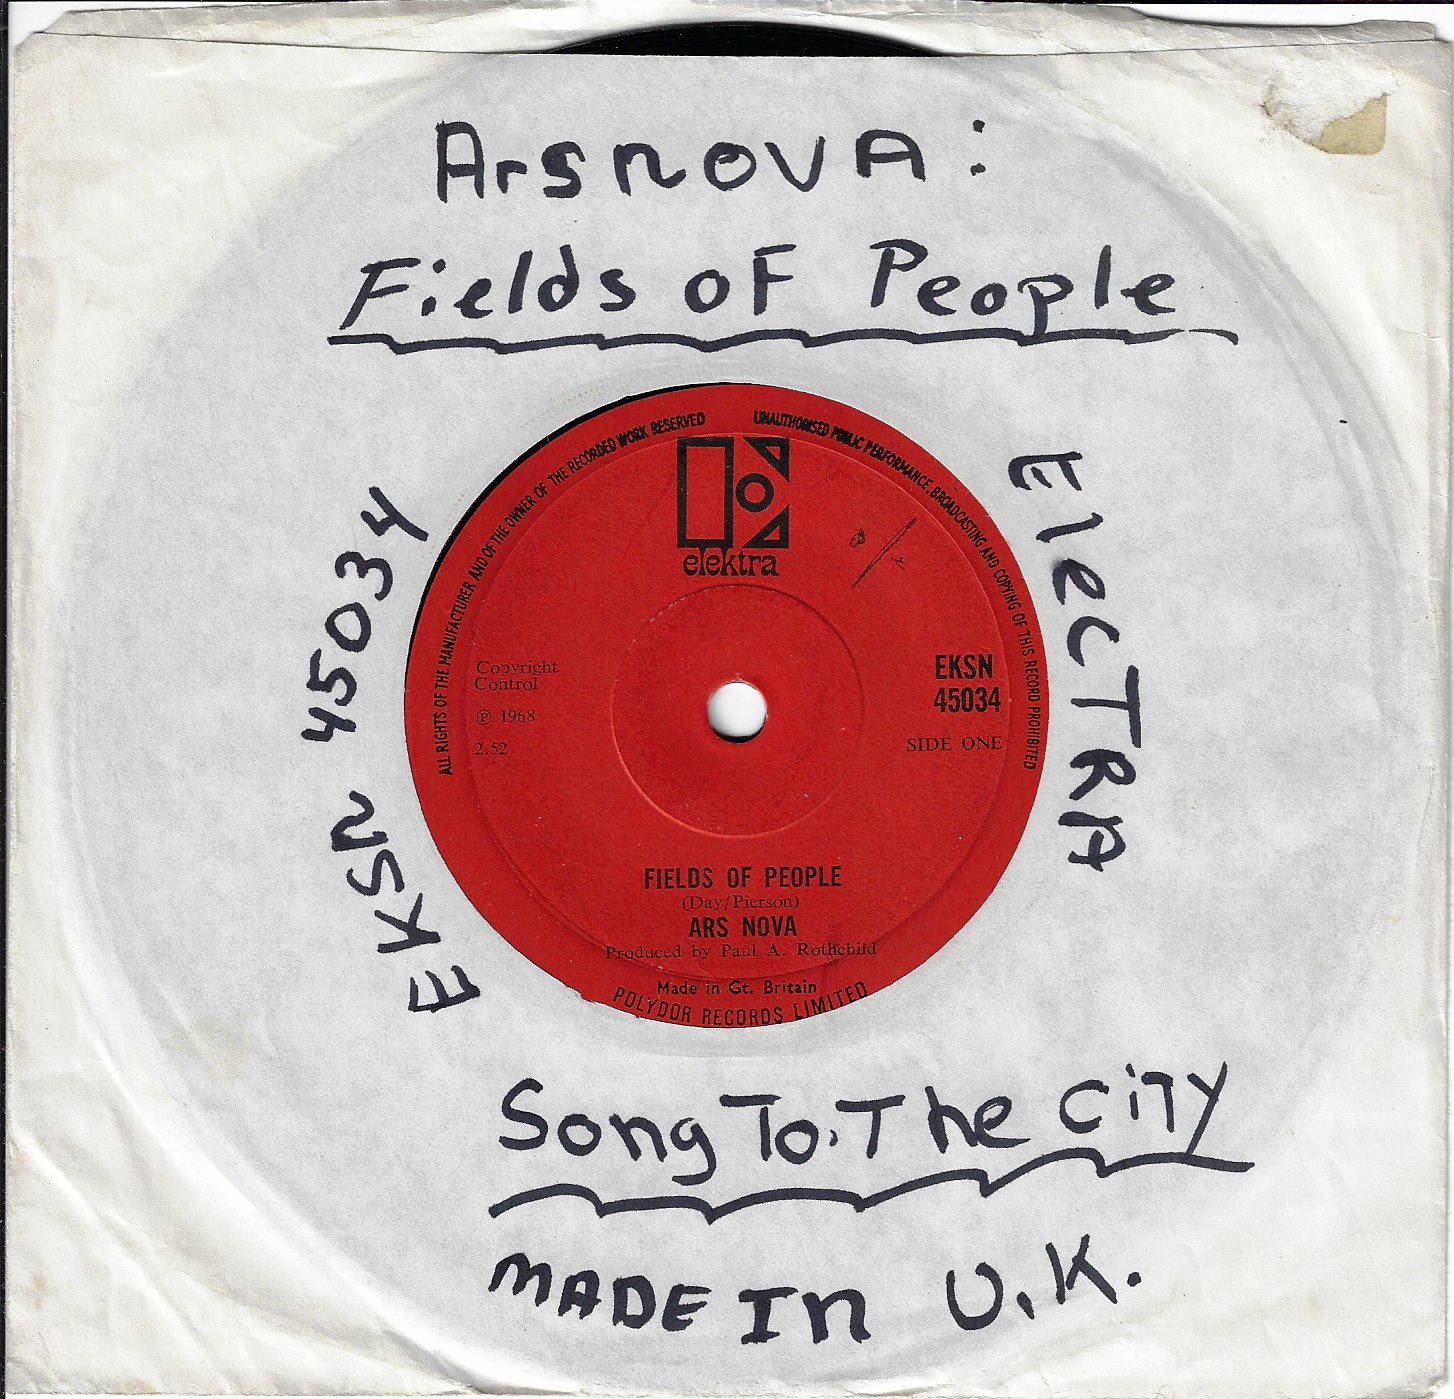 ArsnovA:
Fields oF People
EKSN 45034
ElecTRA
ALL RIGHTS OF THE MANUFACTURER AND OF THE OWNER OF THE RECORDED WORK RESERVED
UNAUTHORISED PUBLIC PERFORMANCE, BROADCASTING AND COPYING OF THIS RECORD PROHIBITED
elektra
Copyright
Control
℗ 1968
2.52
EKSN
45034
SIDE ONE
FIELDS OF PEOPLE
(Day/Pierson)
ARS NOVA
Produced by Paul A. Rothchild
Made in Gt. Britain
POLYDOR RECORDS LIMITED
Song To.The CiTy
MADE In U.K.